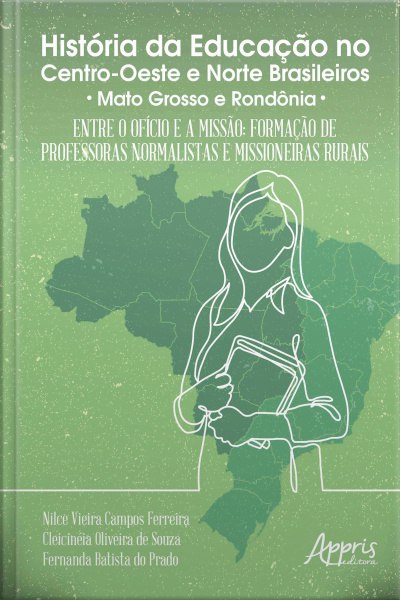 História da Educação no
Centro-Oeste e Norte Brasileiros
• Mato Grosso e Rondônia •
ENTRE O OFÍCIO E A MISSÃO: FORMAÇÃO DE
PROFESSORAS NORMALISTAS E MISSIONEIRAS RURAIS
Nilce Vieira Campos Ferreira
Cleicinéia Oliveira de Souza
Fernanda Batista do Prado
Appris
editora